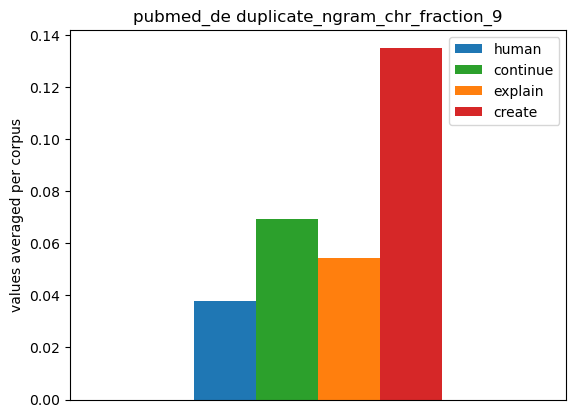 pubmed_de duplicate_ngram_chr_fraction_9
values averaged per corpus
0.14
0.12
0.10
0.08
0.06
0.04
0.02
0.00
human
continue
explain
create